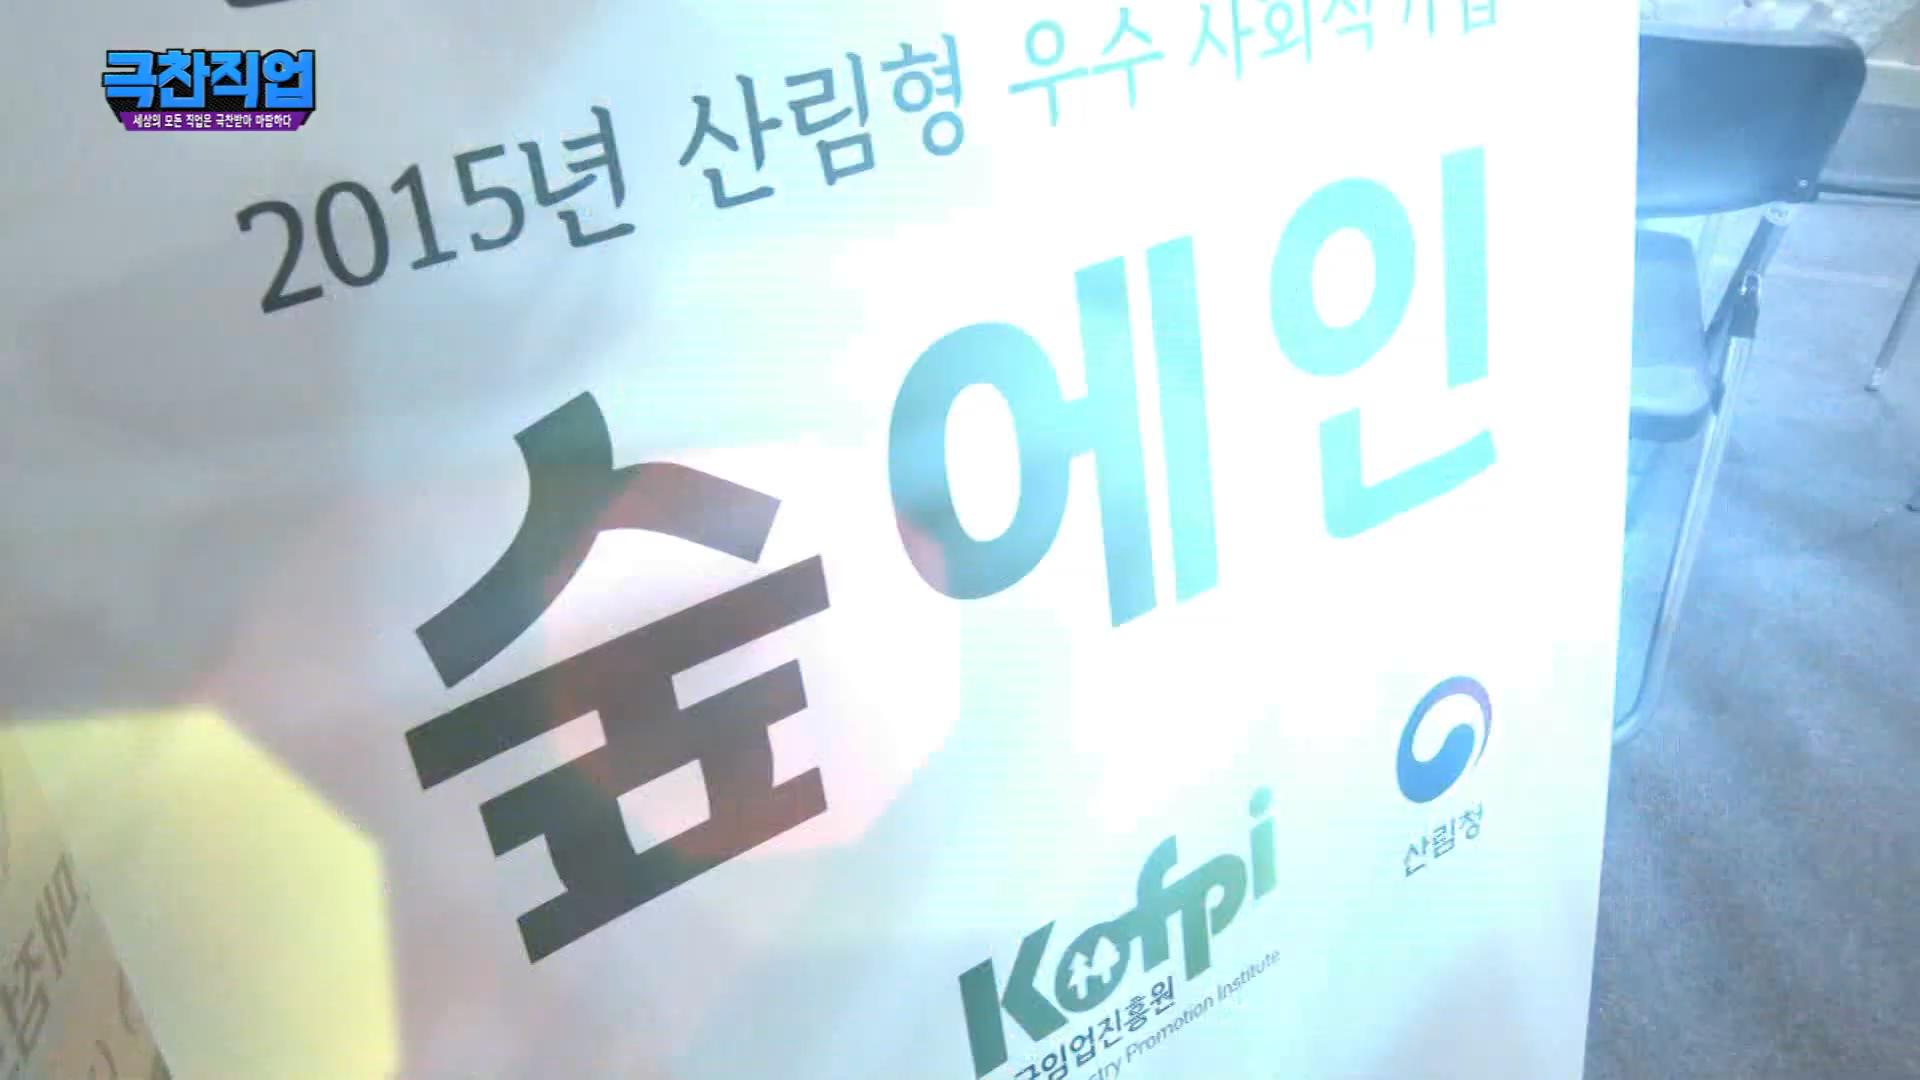 극찬직업
세상의 모든 직업은 극찬받아 마땅하다
2015년 산림형 우수 사회적기업
숲에인
산림청
Kofpi
임업진흥원
Promotion Institute